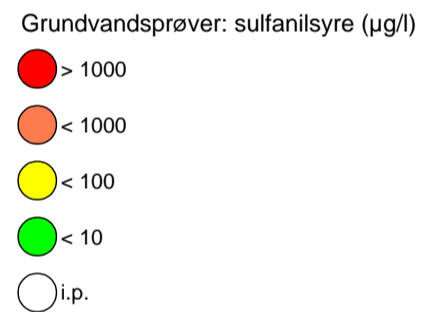 Grundvandsprøver: sulfanilsyre (µg/l)
> 1000
< 1000
< 100
< 10
i.p.